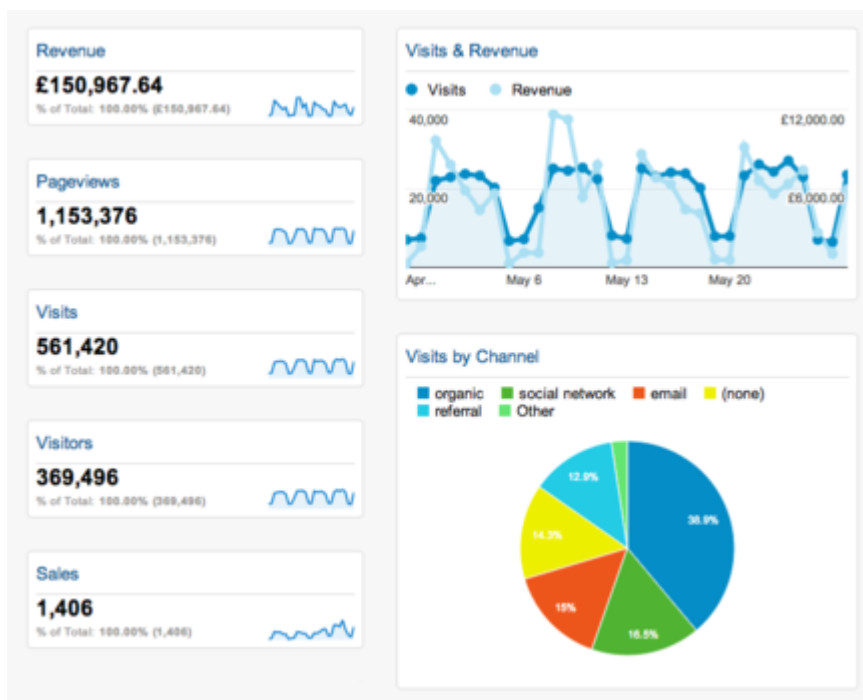 Revenue
£150,967.64
% of Total: 100.00% (£150,967.64)
Pageviews
1,153,376
% of Total: 100.00% (1,153,376)
Visits
561,420
% of Total: 100.00% (561,420)
Visitors
369,496
% of Total: 100.00% (369,496)
Sales
1,406
% of Total: 100.00% (1,406)
Visits & Revenue
Visits Revenue
40,000 £12,000.00
20,000 £6,000.00
Apr... May 6 May 13 May 20
Visits by Channel
organic social network email (none)
referral Other
12.9%
38.9%
14.3%
15%
16.5%